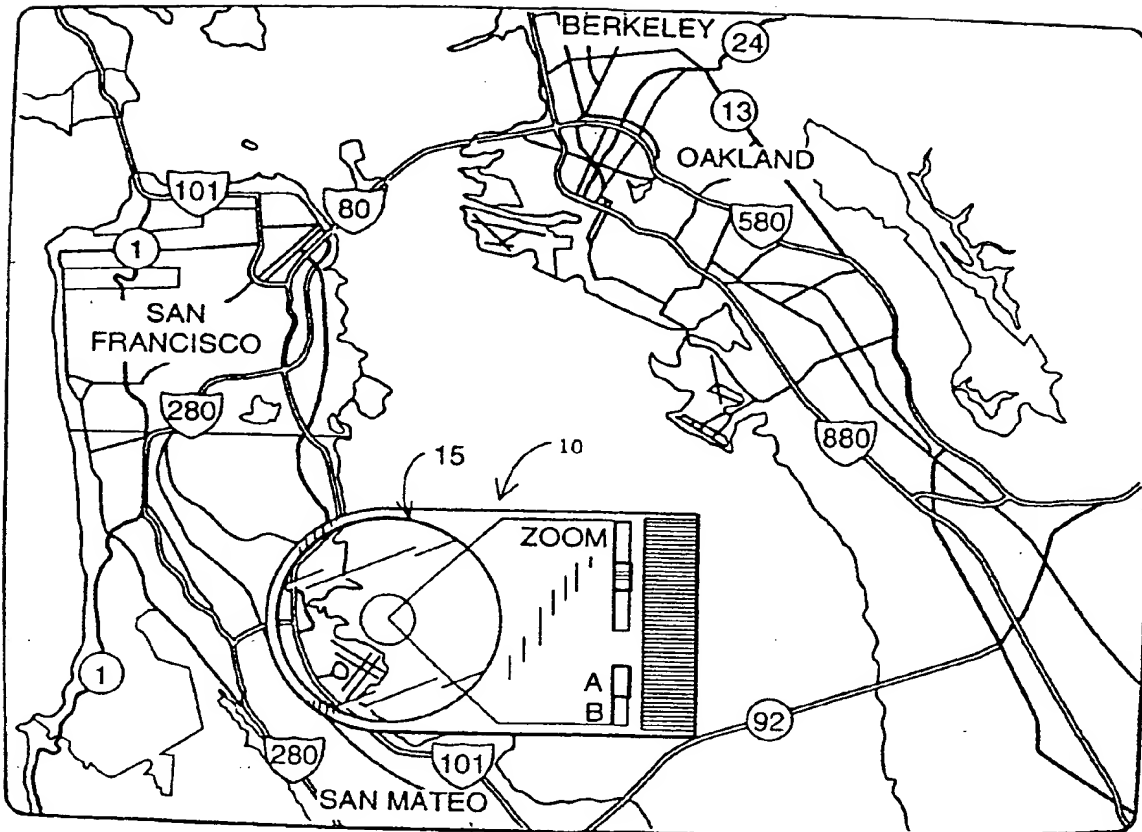 BERKELEY
24
13
OAKLAND
101
80
1
580
SAN
FRANCISCO
280
880
15
10
ZOOM
A
B
1
92
280
101
SAN MATEO